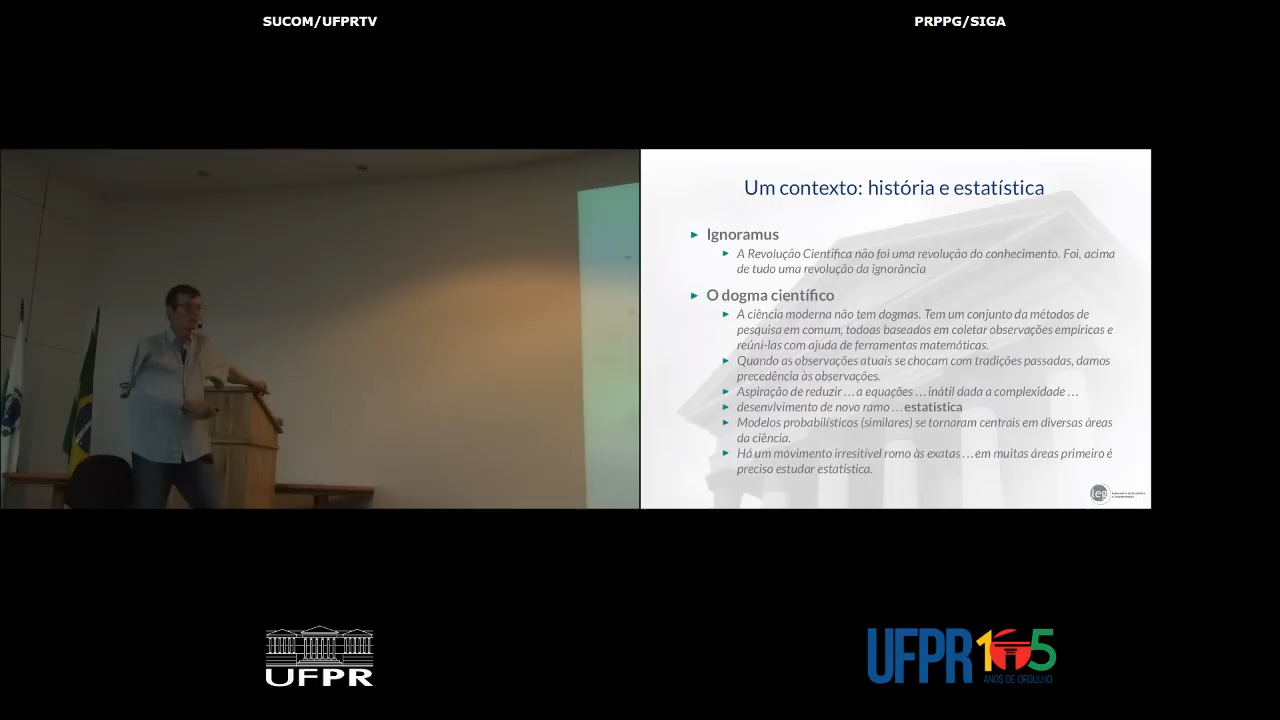 SUCOM/UFPRTV
PRPPG/SIGA
Um contexto: história e estatística
Ignoramus
A Revolução Científica não foi uma revolução do conhecimento. Foi, acima
de tudo uma revolução da ignorância
O dogma científico
A ciência moderna não tem dogmas. Tem um conjunto da métodos de
pesquisa em comum, todoas baseados em coletar observações empíricas e
reúni-las com ajuda de ferramentas matemáticas.
Quando as observações atuais se chocam com tradições passadas, damos
precedência às observações.
Aspiração de reduzir ... a equações ... inátil dada a complexidade ...
desenvlvimento de novo ramo ... estatística
Modelos probabilísticos (similares) se tornaram centrais em diversas áreas
da ciência.
Há um movimento irresitível romo às exatas ... em muitas áreas primeiro é
preciso estudar estatística.
leg
UFPR
UFPR 105
ANOS DE ORGULHO